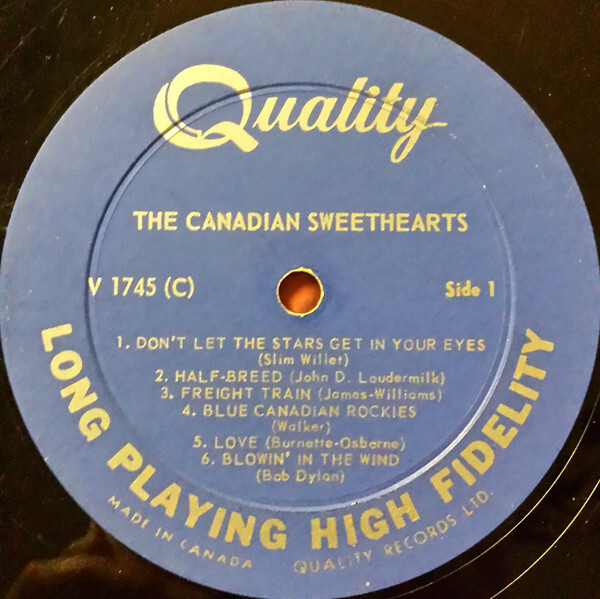 Quality
THE CANADIAN SWEETHEARTS
V 1745 (C)
Side 1
1. DON'T LET THE STARS GET IN YOUR EYES
(Slim Willet)
2. HALF-BREED (John D. Loudermilk)
3. FREIGHT TRAIN (James-Williams)
4. BLUE CANADIAN ROCKIES
(Walker)
5. LOVE (Burnette-Osborne)
6. BLOWIN' IN THE WIND
(Bob Dylan)
LONG PLAYING HIGH FIDELITY
MADE IN CANADA
QUALITY RECORDS LTD.